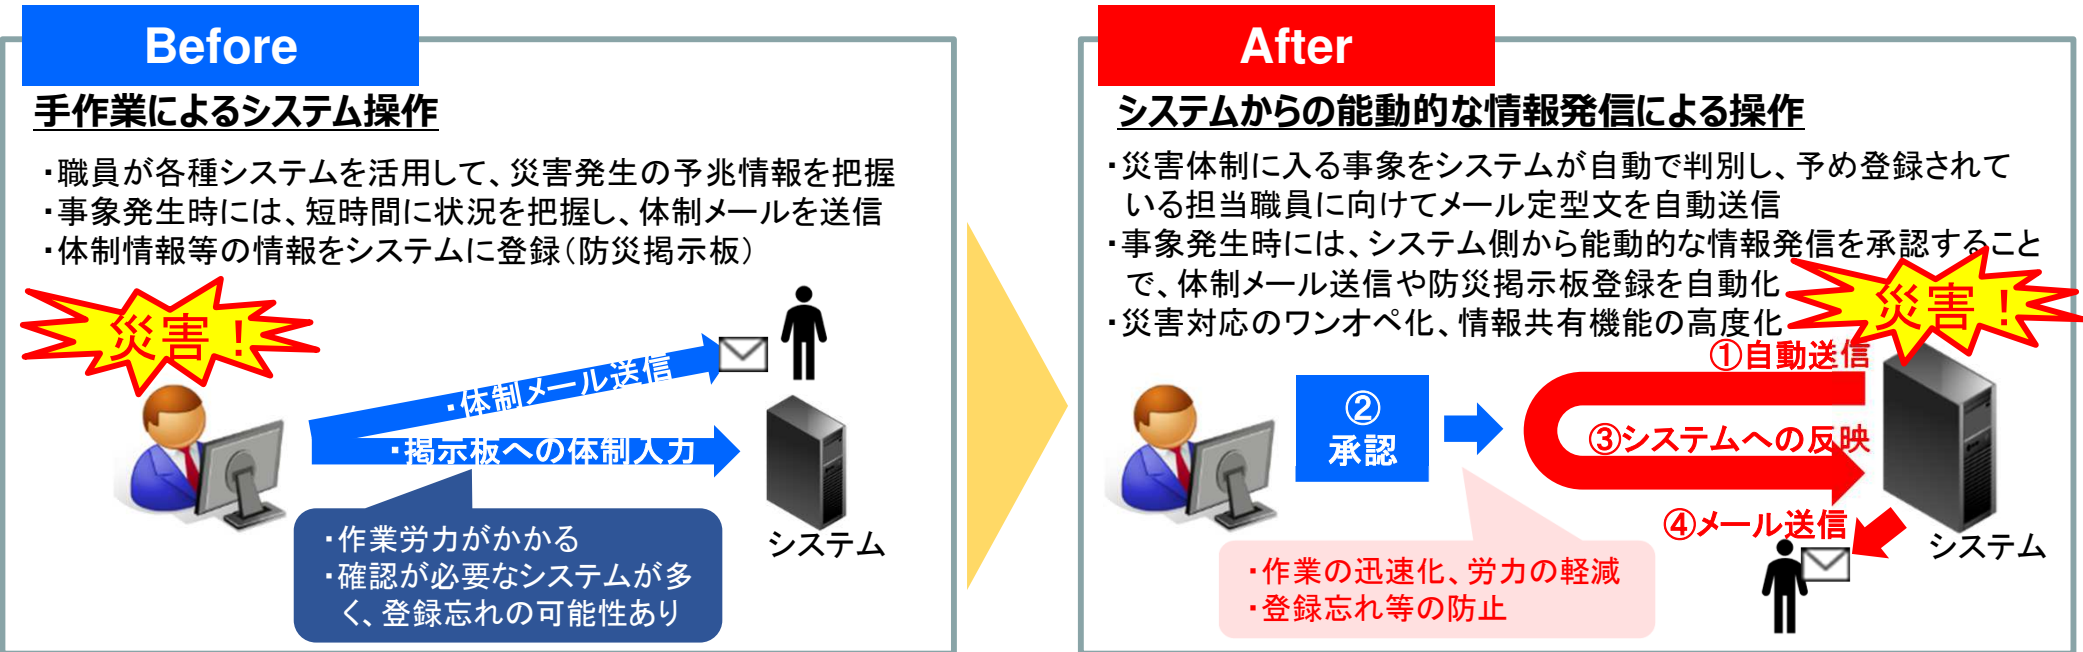 Before
手作業によるシステム操作
・職員が各種システムを活用して、災害発生の予兆情報を把握
・事象発生時には、短時間に状況を把握し、体制メールを送信
・体制情報等の情報をシステムに登録（防災掲示板）
災害！
・体制メール送信
・掲示板への体制入力
システム
・作業労力がかかる
・確認が必要なシステムが多
く、登録忘れの可能性あり
After
システムからの能動的な情報発信による操作
・災害体制に入る事象をシステムが自動で判別し、予め登録されて
いる担当職員に向けてメール定型文を自動送信
・事象発生時には、システム側から能動的な情報発信を承認すること
で、体制メール送信や防災掲示板登録を自動化
・災害対応のワンオペ化、情報共有機能の高度化
災害！
①自動送信
②
承認
③システムへの反映
④メール送信
システム
・作業の迅速化、労力の軽減
・登録忘れ等の防止